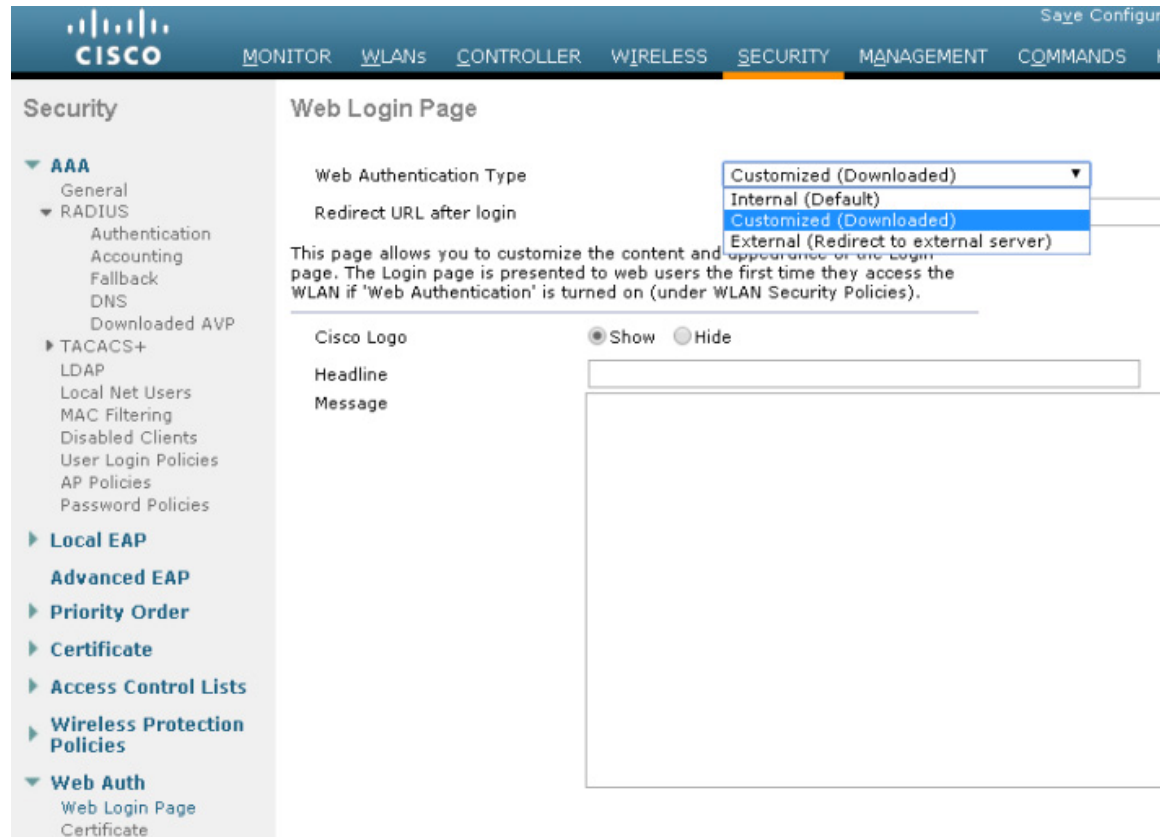 Save Configur
CISCO
MONITOR WLANs CONTROLLER WIRELESS SECURITY MANAGEMENT COMMANDS
Security
AAA
General
RADIUS
Authentication
Accounting
Fallback
DNS
Downloaded AVP
TACACS+
LDAP
Local Net Users
MAC Filtering
Disabled Clients
User Login Policies
AP Policies
Password Policies
Local EAP
Advanced EAP
Priority Order
Certificate
Access Control Lists
Wireless Protection
Policies
Web Auth
Web Login Page
Certificate
Web Login Page
Web Authentication Type Customized (Downloaded)
Internal (Default)
Redirect URL after login
Customized (Downloaded)
External (Redirect to external server)
This page allows you to customize the content and appearance of the Login
page. The Login page is presented to web users the first time they access the
WLAN if 'Web Authentication' is turned on (under WLAN Security Policies).
Cisco Logo Show Hide
Headline
Message